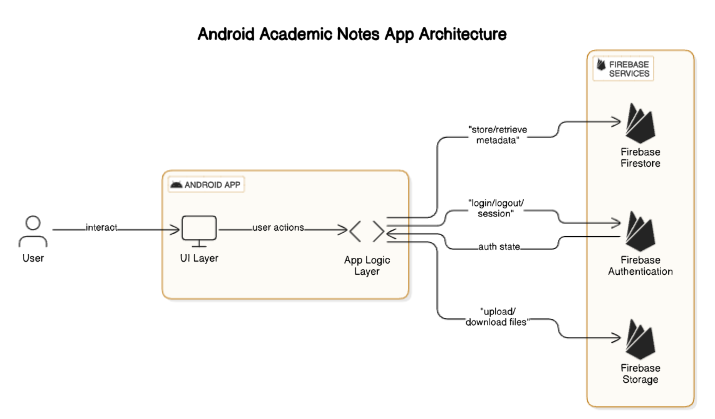 Android Academic Notes App Architecture
FIREBASE
SERVICES
"store/retrieve
metadata"
Firebase
Firestore
ANDROID APP
"login/logout/
session"
interact
user actions
User
UI Layer
App Logic
Layer
auth state
Firebase
Authentication
"upload/
download files"
Firebase
Storage